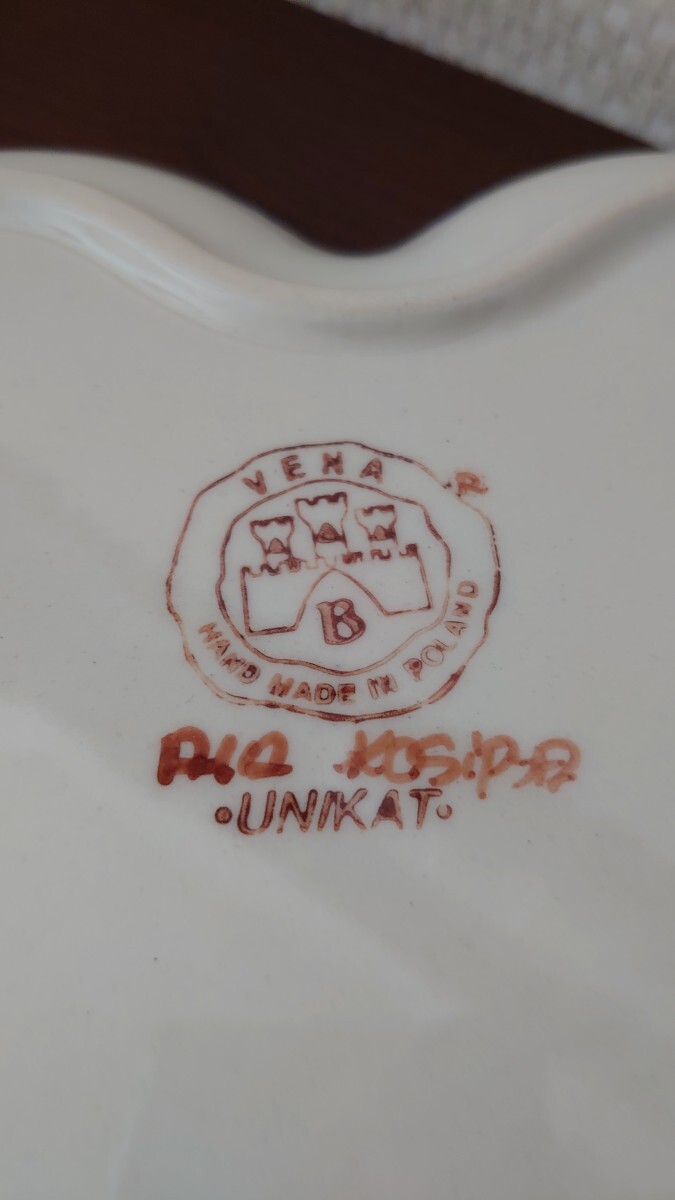 VENA
R
B
HAND MADE IN POLAND
•UNIKAT•